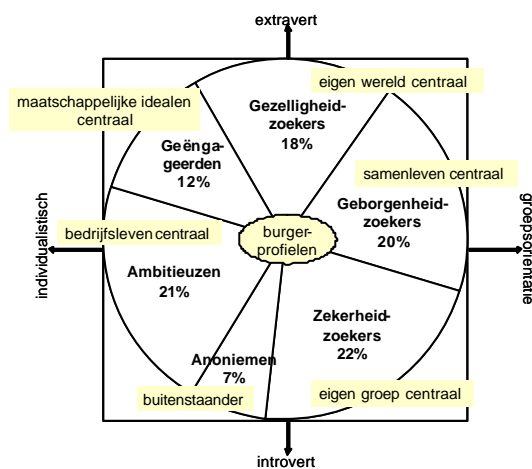 extravert
eigen wereld centraal
maatschappelijke idealen
centraal
Gezelligheid-
zoekers
18%
Geënga-
geerden
12%
samenleven centraal
Geborgenheid-
zoekers
20%
burger-
profielen
bedrijfsleven centraal
individualistisch
groepsorientatie
Ambitieuzen
21%
Zekerheid-
zoekers
22%
Anoniemen
7%
buitenstaander
eigen groep centraal
introvert